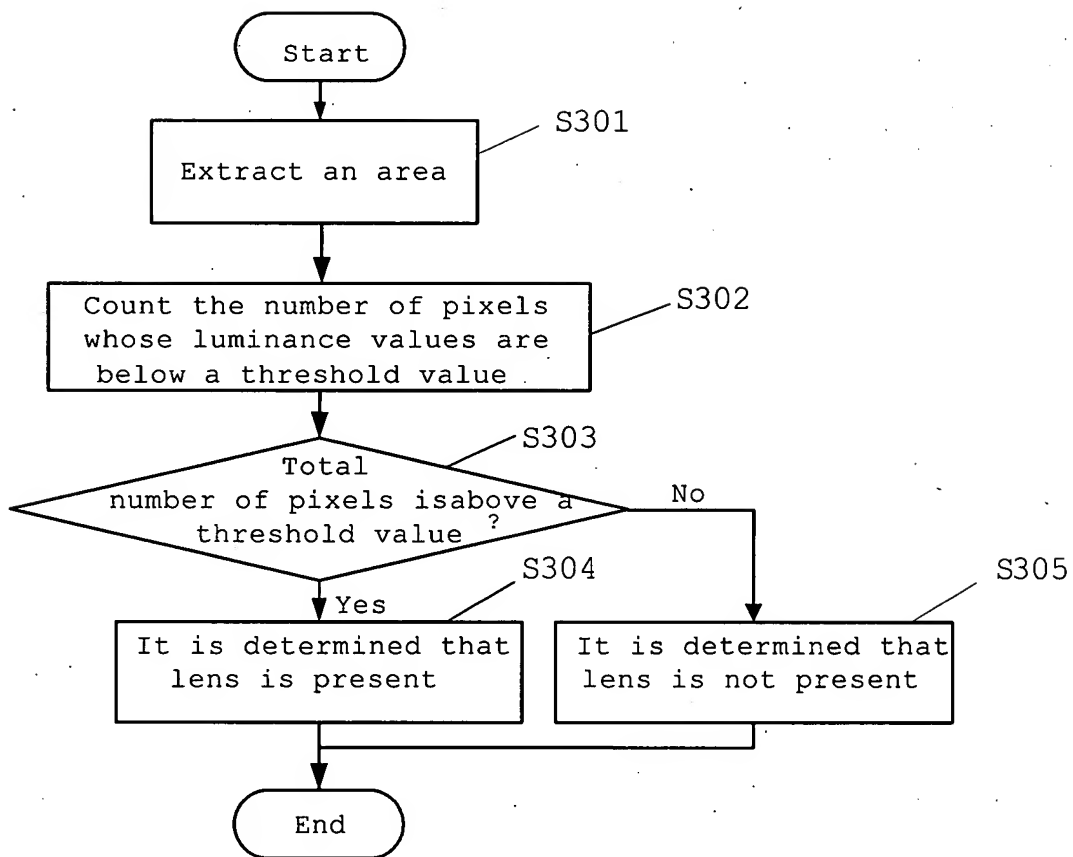 Start
S301
Extract an area
S302
Count the number of pixels
whose luminance values are
below a threshold value
S303
Total
number of pixels isabove a
threshold value ?
No
Yes
S304
S305
It is determined that
lens is present
It is determined that
lens is not present
End